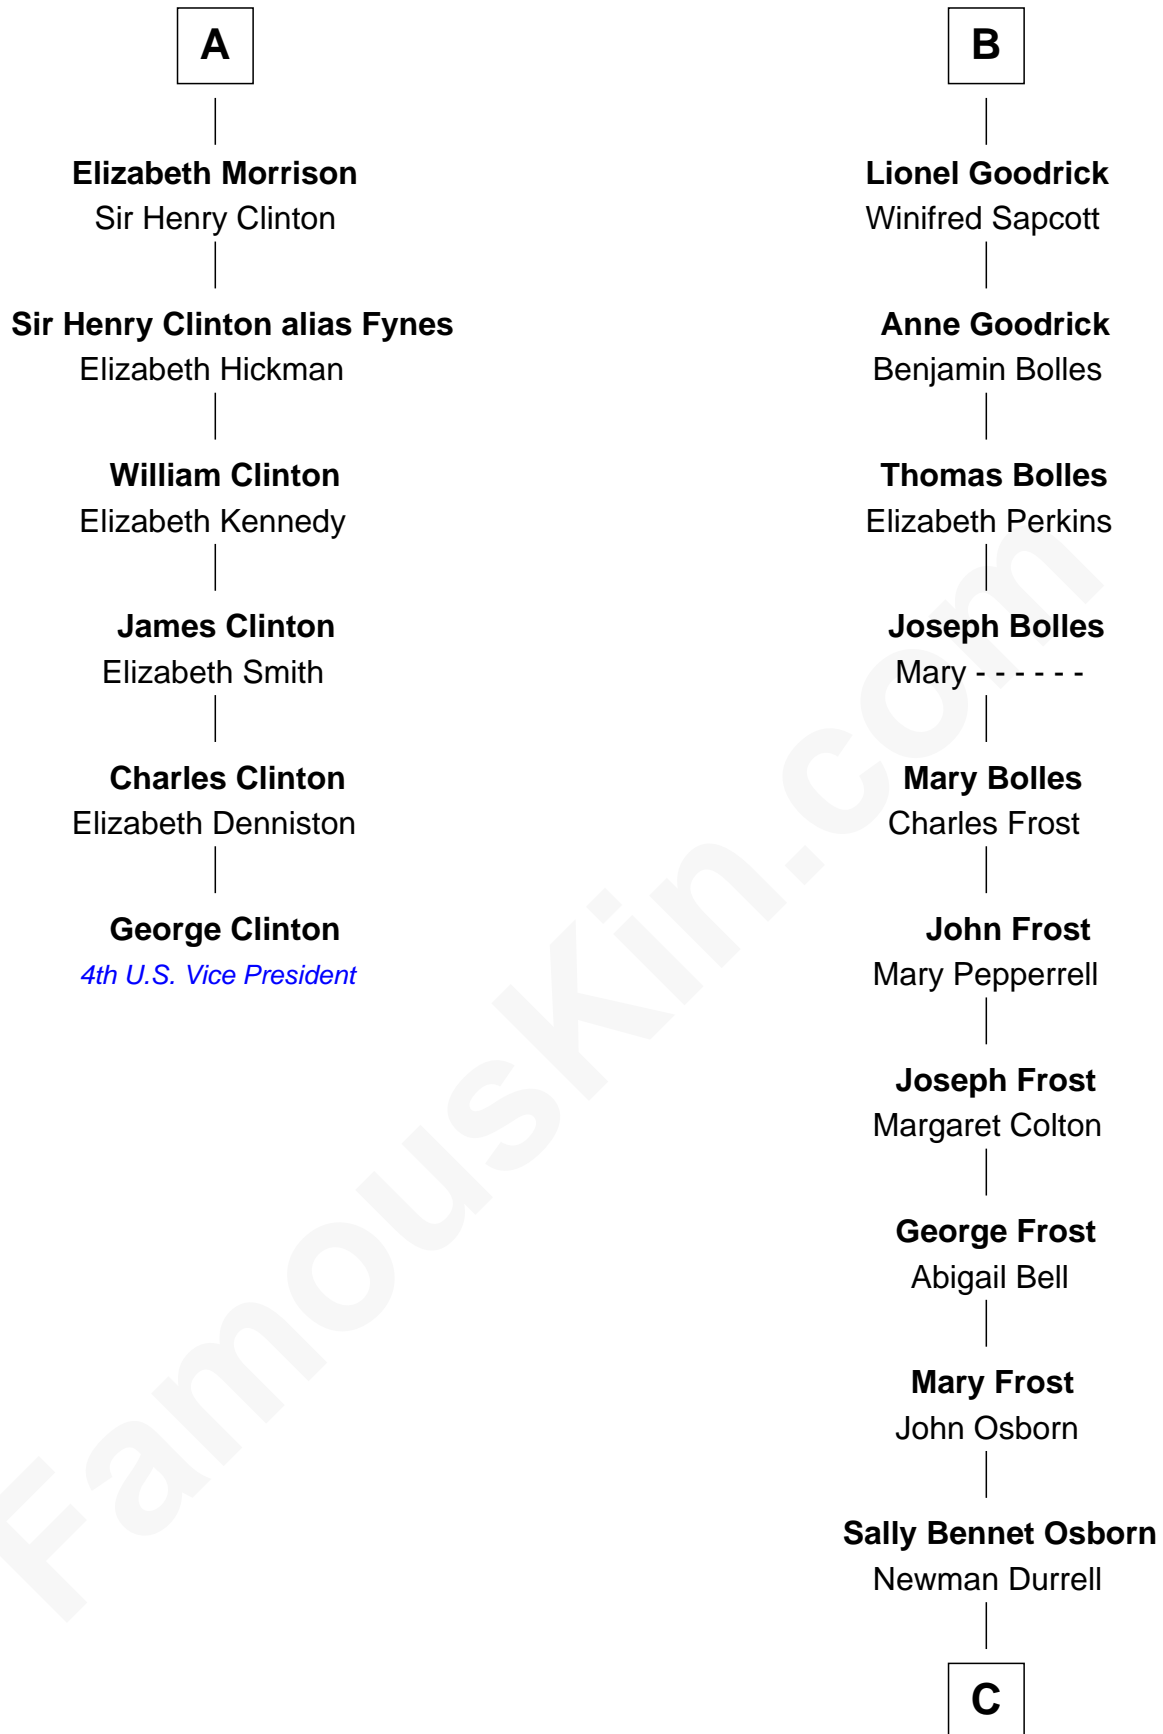 A
Elizabeth Morrison
Sir Henry Clinton
Sir Henry Clinton alias Fynes
Elizabeth Hickman
William Clinton
Elizabeth Kennedy
James Clinton
Elizabeth Smith
Charles Clinton
Elizabeth Denniston
George Clinton
4th U.S. Vice President
B
Lionel Goodrick
Winifred Sapcott
Anne Goodrick
Benjamin Bolles
Thomas Bolles
Elizabeth Perkins
Joseph Bolles
Mary - - - - - -
Mary Bolles
Charles Frost
John Frost
Mary Pepperrell
Joseph Frost
Margaret Colton
George Frost
Abigail Bell
Mary Frost
John Osborn
Sally Bennet Osborn
Newman Durrell
C
FamousKin.com